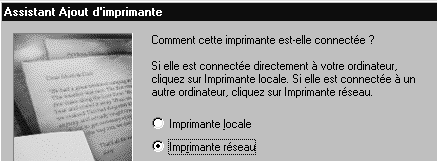 Assistant Ajout d'imprimante
Comment cette imprimante est-elle connectée ?
Si elle est connectée directement à votre ordinateur,
cliquez sur Imprimante locale. Si elle est connectée à un
autre ordinateur, cliquez sur Imprimante réseau.
Imprimante locale
Imprimante réseau